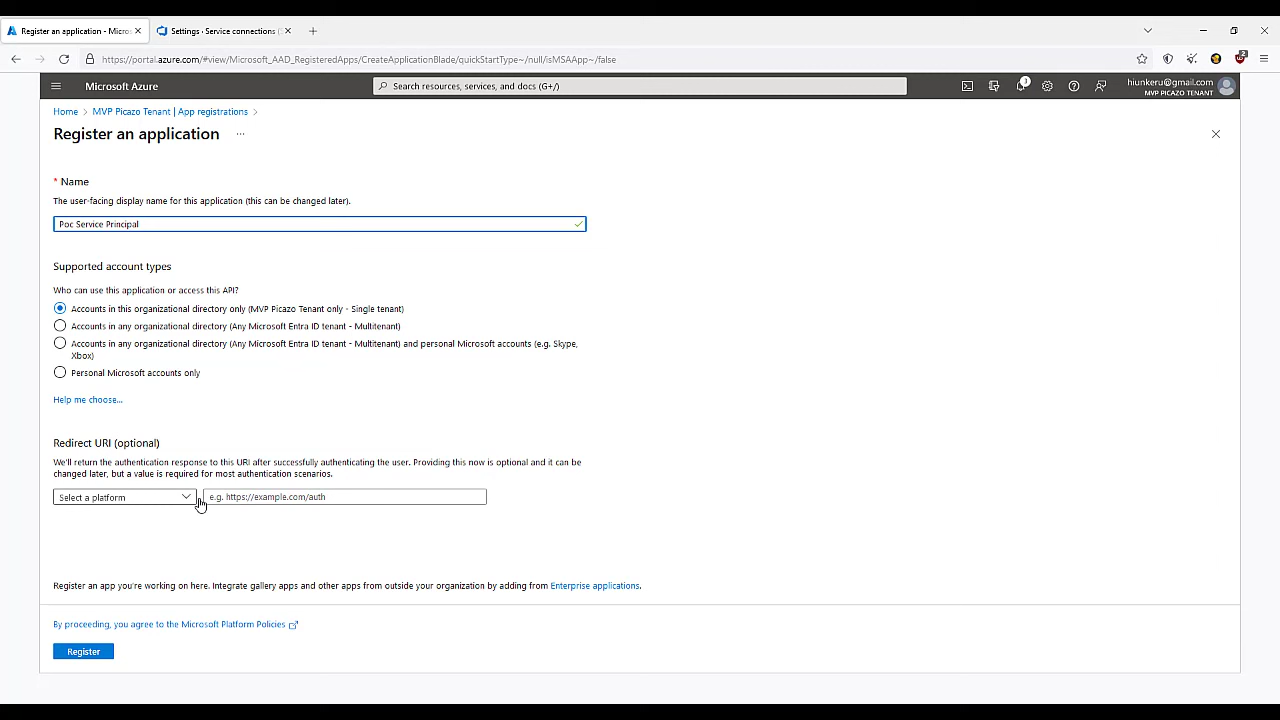 Register an application - Micros
Settings · Service connections (
https://portal.azure.com/#view/Microsoft_AAD_RegisteredApps/CreateApplicationBlade/quickStartType~/null/isMSAApp~/false
2
Microsoft Azure
Search resources, services, and docs (G+/)
3
hiunkeru@gmail.com
MVP PICAZO TENANT
Home > MVP Picazo Tenant | App registrations >
Register an application ...
* Name
The user-facing display name for this application (this can be changed later).
Poc Service Principal
Supported account types
Who can use this application or access this API?
Accounts in this organizational directory only (MVP Picazo Tenant only - Single tenant)
Accounts in any organizational directory (Any Microsoft Entra ID tenant - Multitenant)
Accounts in any organizational directory (Any Microsoft Entra ID tenant - Multitenant) and personal Microsoft accounts (e.g. Skype,
Xbox)
Personal Microsoft accounts only
Help me choose...
Redirect URI (optional)
We'll return the authentication response to this URI after successfully authenticating the user. Providing this now is optional and it can be
changed later, but a value is required for most authentication scenarios.
Select a platform
e.g. https://example.com/auth
Register an app you're working on here. Integrate gallery apps and other apps from outside your organization by adding from Enterprise applications.
By proceeding, you agree to the Microsoft Platform Policies
Register